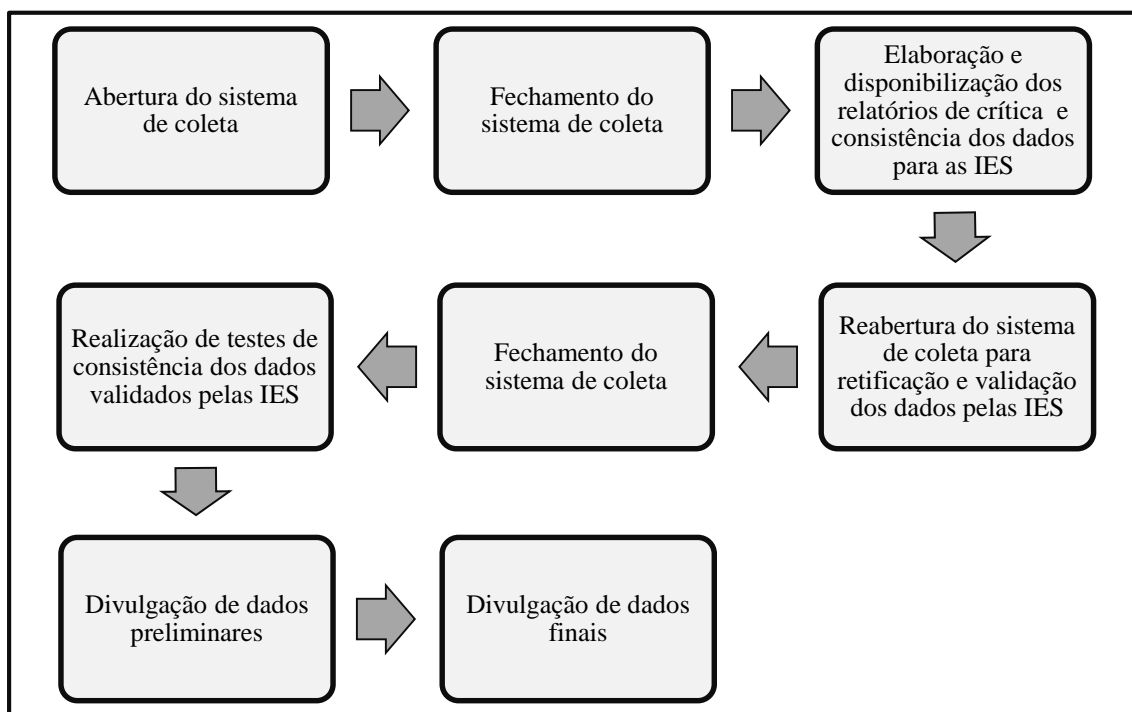 Abertura do sistema
de coleta
Fechamento do
sistema de coleta
Elaboração e
disponibilização dos
relatórios de crítica e
consistência dos dados
para as IES
Reabertura do sistema
de coleta para
retificação e validação
dos dados pelas IES
Fechamento do
sistema de coleta
Realização de testes de
consistência dos dados
validados pelas IES
Divulgação de dados
preliminares
Divulgação de dados
finais